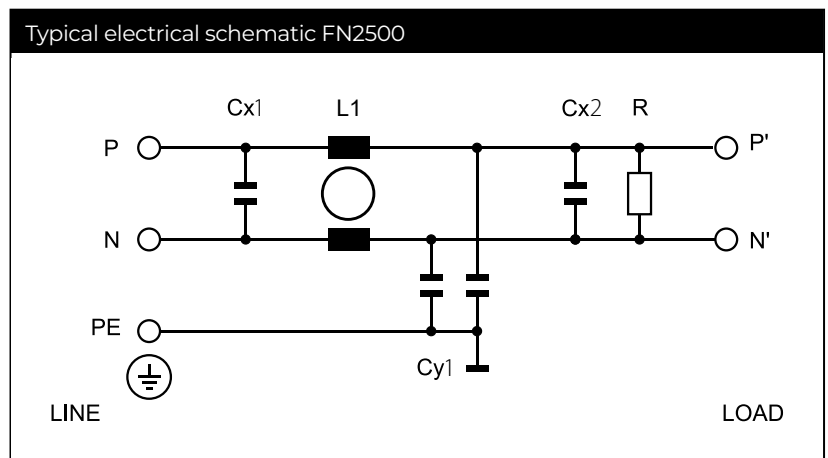 Typical electrical schematic FN2500
Cx1 L1 Cx2 R
P P'
N N'
PE
Cy1
LINE LOAD